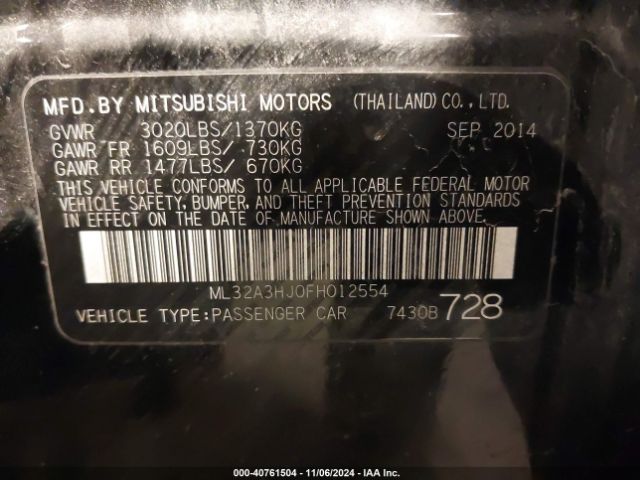 MFD.BY MITSUBISHI MOTORS (THAILAND)CO.,LTD.
GVWR 3020LBS/1370KG SEP 2014
GAWR FR 1609LBS/ 730KG
GAWR RR 1477LBS/ 670KG
THIS VEHICLE CONFORMS TO ALL APPLICABLE FEDERAL MOTOR
VEHICLE SAFETY, BUMPER, AND THEFT PREVENTION STANDARDS
IN EFFECT ON THE DATE OF MANUFACTURE SHOWN ABOVE.
ML32A3HJ0FH012554
VEHICLE TYPE:PASSENGER CAR 7430B 728
000-40761504 - 11/06/2024 - IAAI.COM